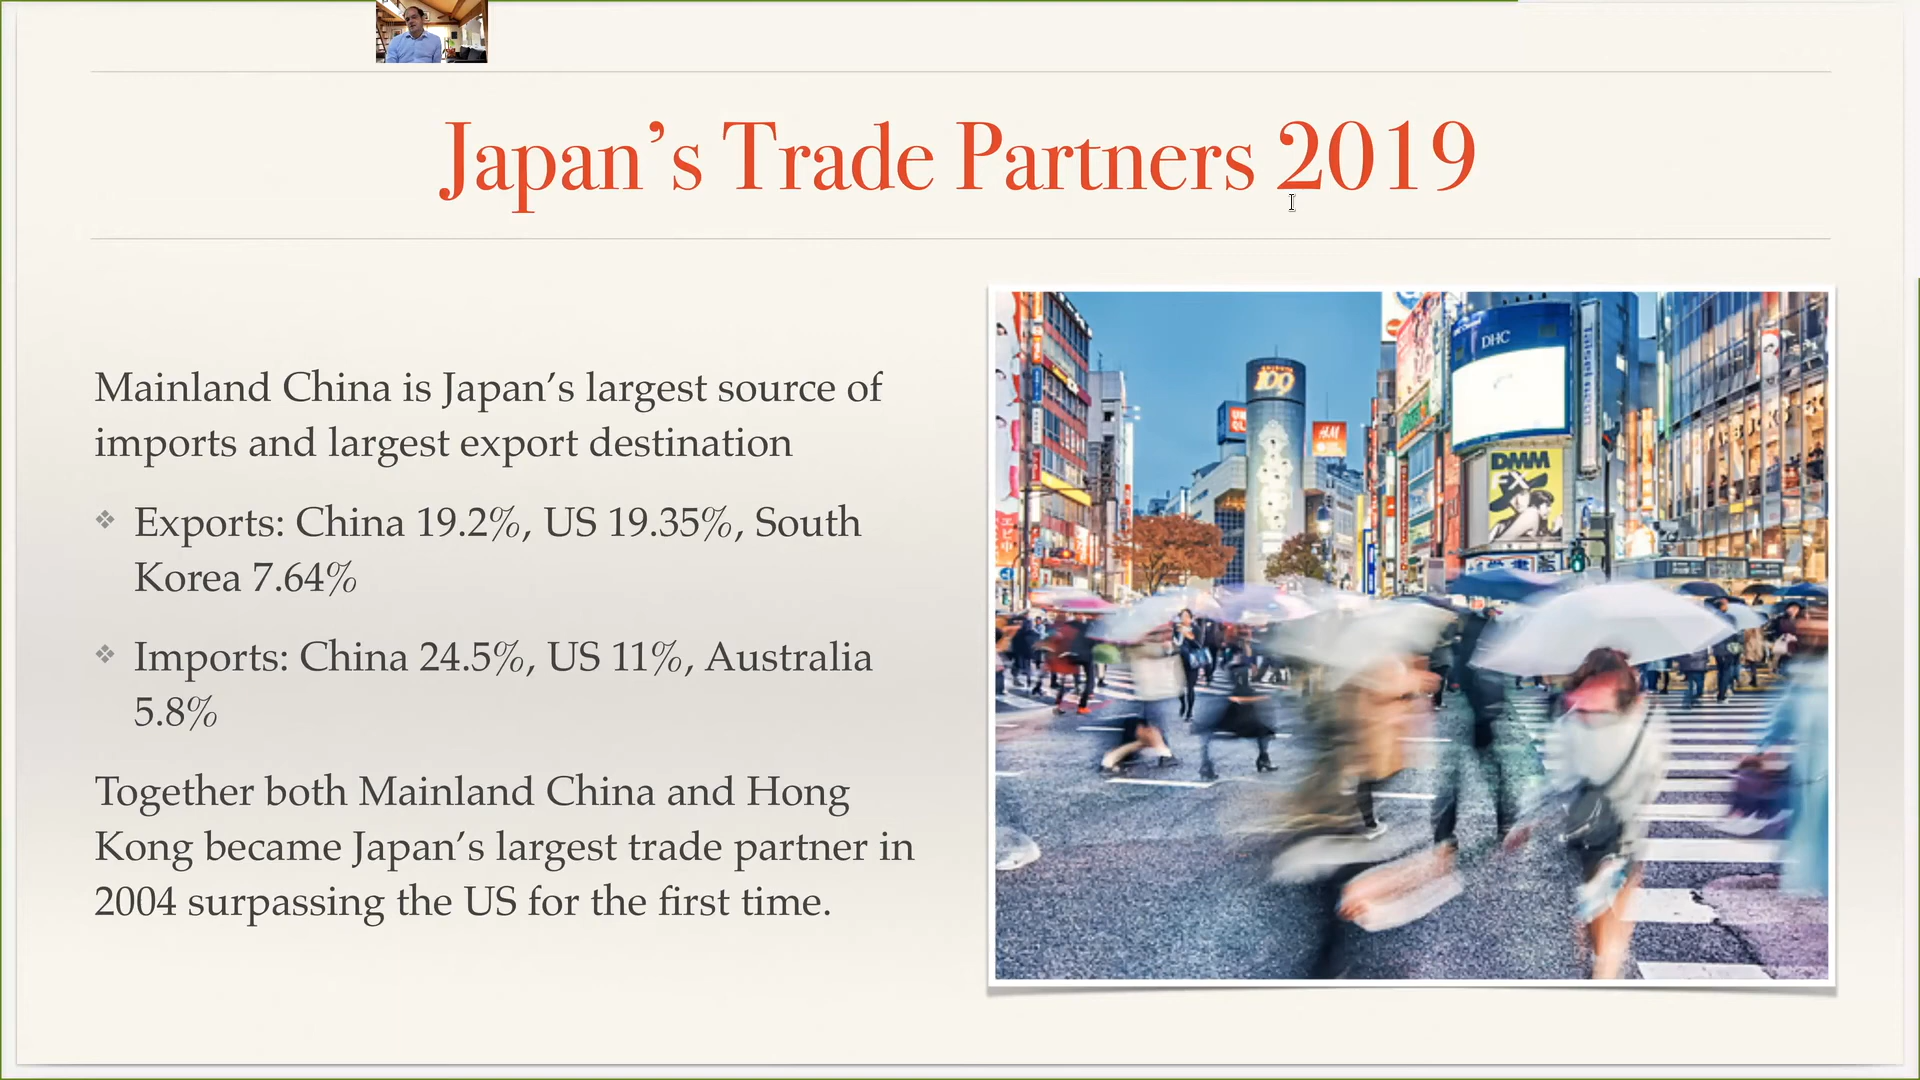 Japan’s Trade Partners 2019
Mainland China is Japan’s largest source of
imports and largest export destination
❖ Exports: China 19.2%, US 19.35%, South
Korea 7.64%
❖ Imports: China 24.5%, US 11%, Australia
5.8%
Together both Mainland China and Hong
Kong became Japan’s largest trade partner in
2004 surpassing the US for the first time.
109
DHC
H&M
DMM
FX